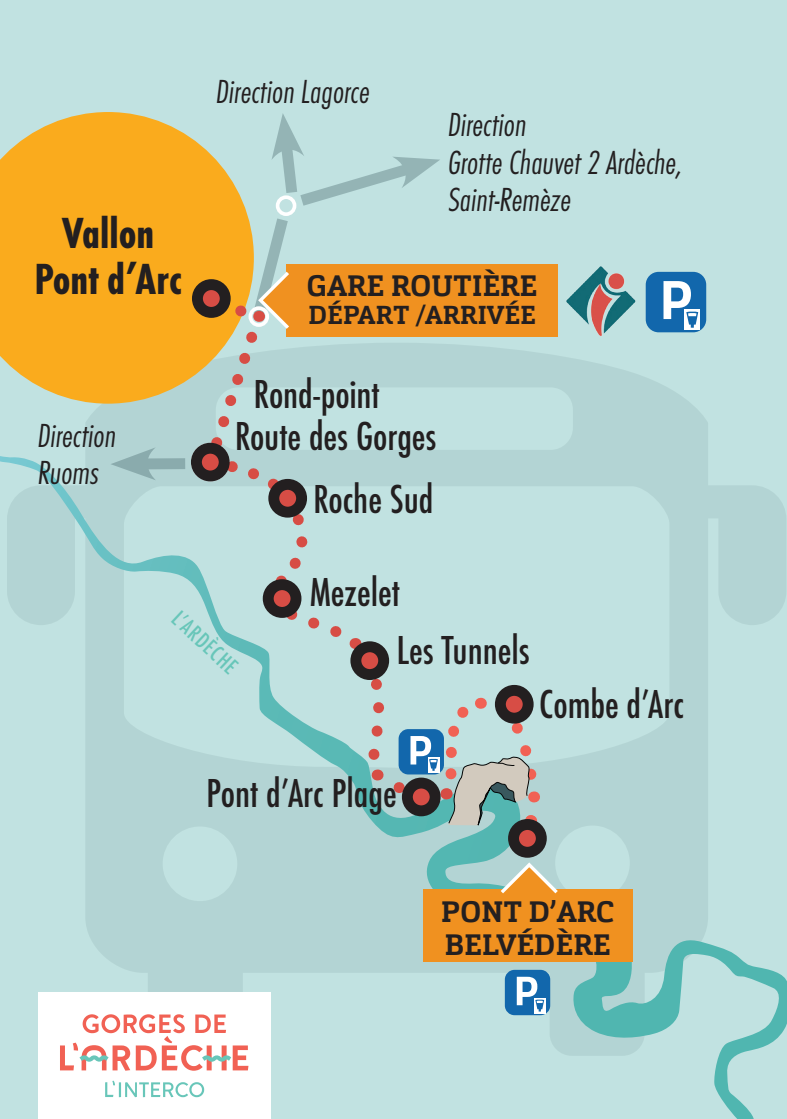 Direction Lagorce
Direction
Grotte Chauvet 2 Ardèche,
Saint-Remèze
Vallon
Pont d'Arc
GARE ROUTIÈRE
DÉPART /ARRIVÉE
P
Rond-point
Route des Gorges
Direction
Ruoms
Roche Sud
Mezelet
L'ARDÈCHE
Les Tunnels
Combe d'Arc
P
Pont d'Arc Plage
PONT D'ARC
BELVÉDÈRE
P
GORGES DE
L'ARDÈCHE
L'INTERCO